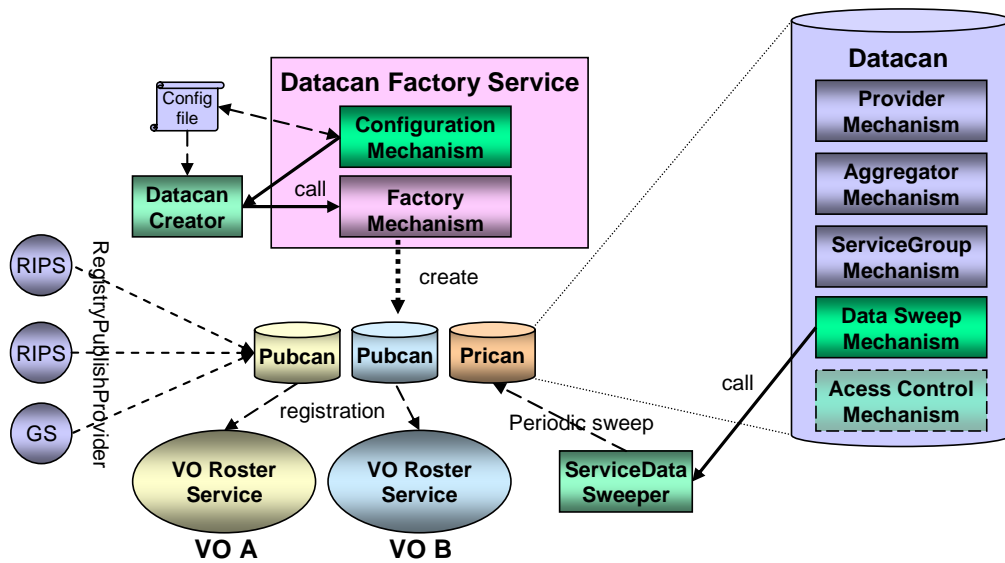 Datacan Factory Service
Config
file
Configuration
Mechanism
Datacan
Creator
call
Factory
Mechanism
create
RIPS
RIPS
GS
RegistryPublishProvider
Pubcan
Pubcan
Prican
registration
Periodic sweep
VO Roster
Service
VO A
VO Roster
Service
VO B
ServiceData
Sweeper
call
Datacan
Provider
Mechanism
Aggregator
Mechanism
ServiceGroup
Mechanism
Data Sweep
Mechanism
Acess Control
Mechanism